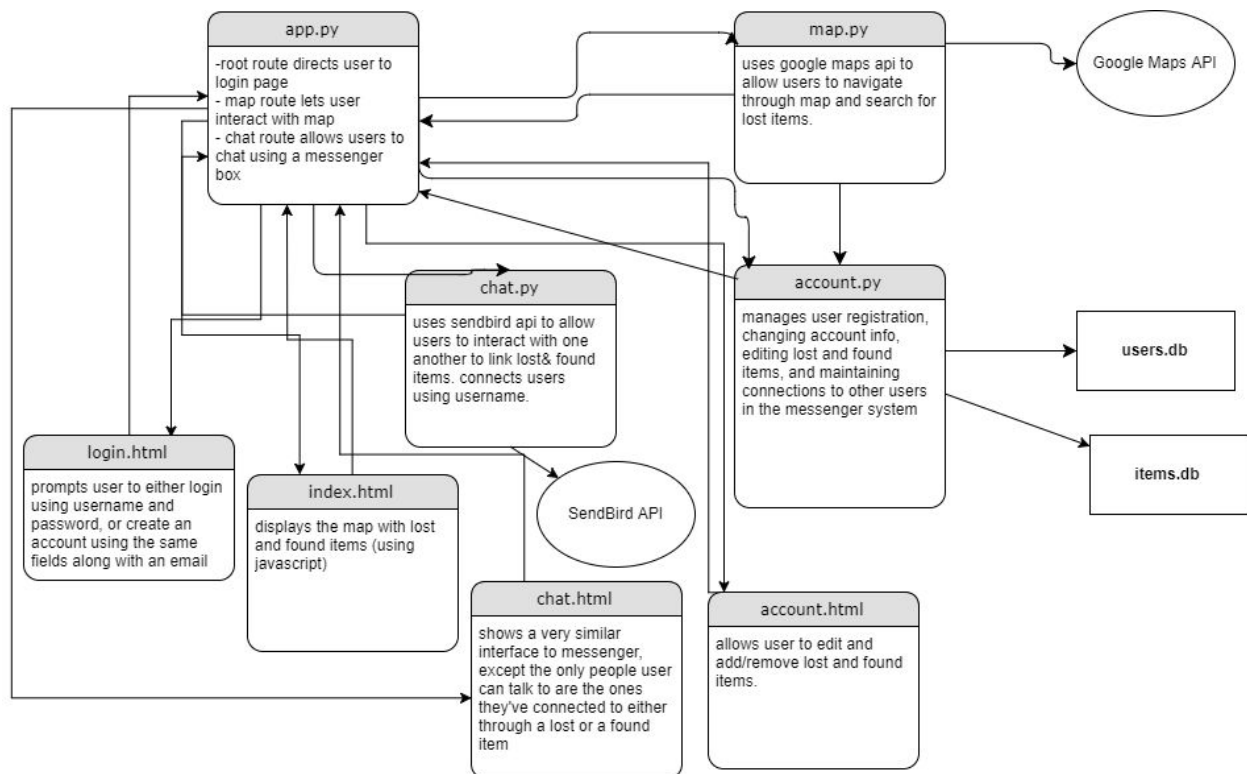 app.py
-root route directs user to
login page
- map route lets user
interact with map
- chat route allows users to
chat using a messenger
box
map.py
uses google maps api to
allow users to navigate
through map and search for
lost items.
Google Maps API
chat.py
uses sendbird api to allow
users to interact with one
another to link lost& found
items. connects users
using username.
account.py
manages user registration,
changing account info,
editing lost and found
items, and maintaining
connections to other users
in the messenger system
users.db
items.db
login.html
prompts user to either login
using username and
password, or create an
account using the same
fields along with an email
index.html
displays the map with lost
and found items (using
javascript)
SendBird API
chat.html
shows a very similar
interface to messenger,
except the only people user
can talk to are the ones
they've connected to either
through a lost or a found
item
account.html
allows user to edit and
add/remove lost and found
items.